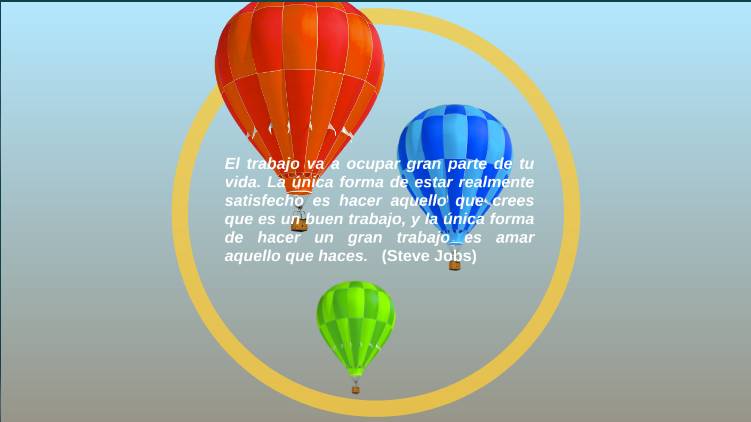 El trabajo va a ocupar gran parte de tu
vida. La única forma de estar realmente
satisfecho es hacer aquello que crees
que es un buen trabajo, y la única forma
de hacer un gran trabajo es amar
aquello que haces. (Steve Jobs)